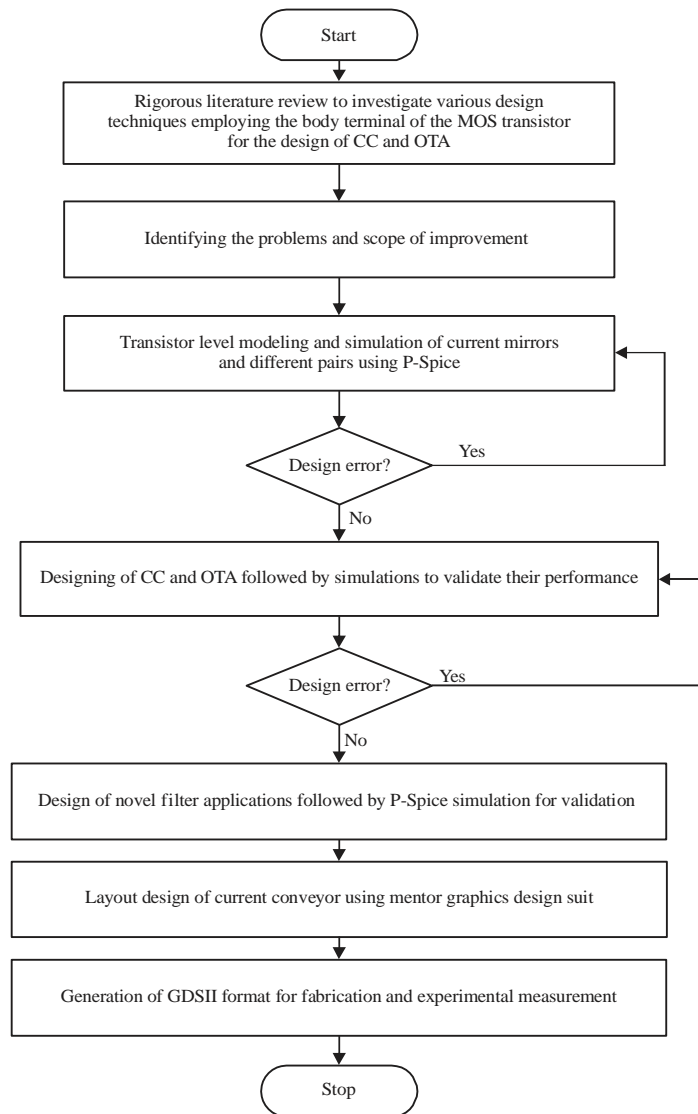 Start
Rigorous literature review to investigate various design
techniques employing the body terminal of the MOS transistor
for the design of CC and OTA
Identifying the problems and scope of improvement
Transistor level modeling and simulation of current mirrors
and different pairs using P-Spice
Design error?
Yes
No
Designing of CC and OTA followed by simulations to validate their performance
Design error?
Yes
No
Design of novel filter applications followed by P-Spice simulation for validation
Layout design of current conveyor using mentor graphics design suit
Generation of GDSII format for fabrication and experimental measurement
Stop